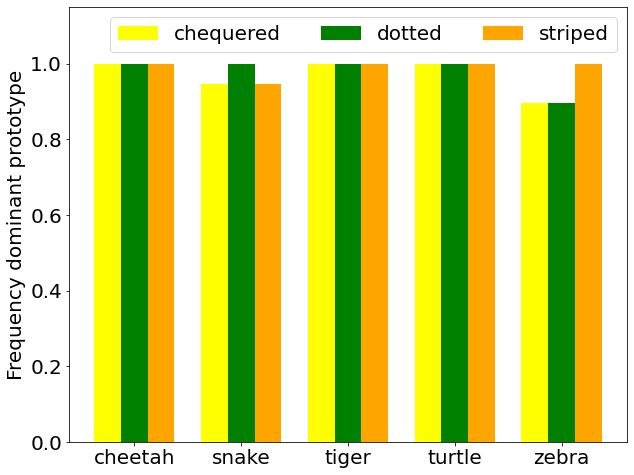 chequered dotted striped
Frequency dominant prototype
1.0
0.8
0.6
0.4
0.2
0.0
cheetah snake tiger turtle zebra